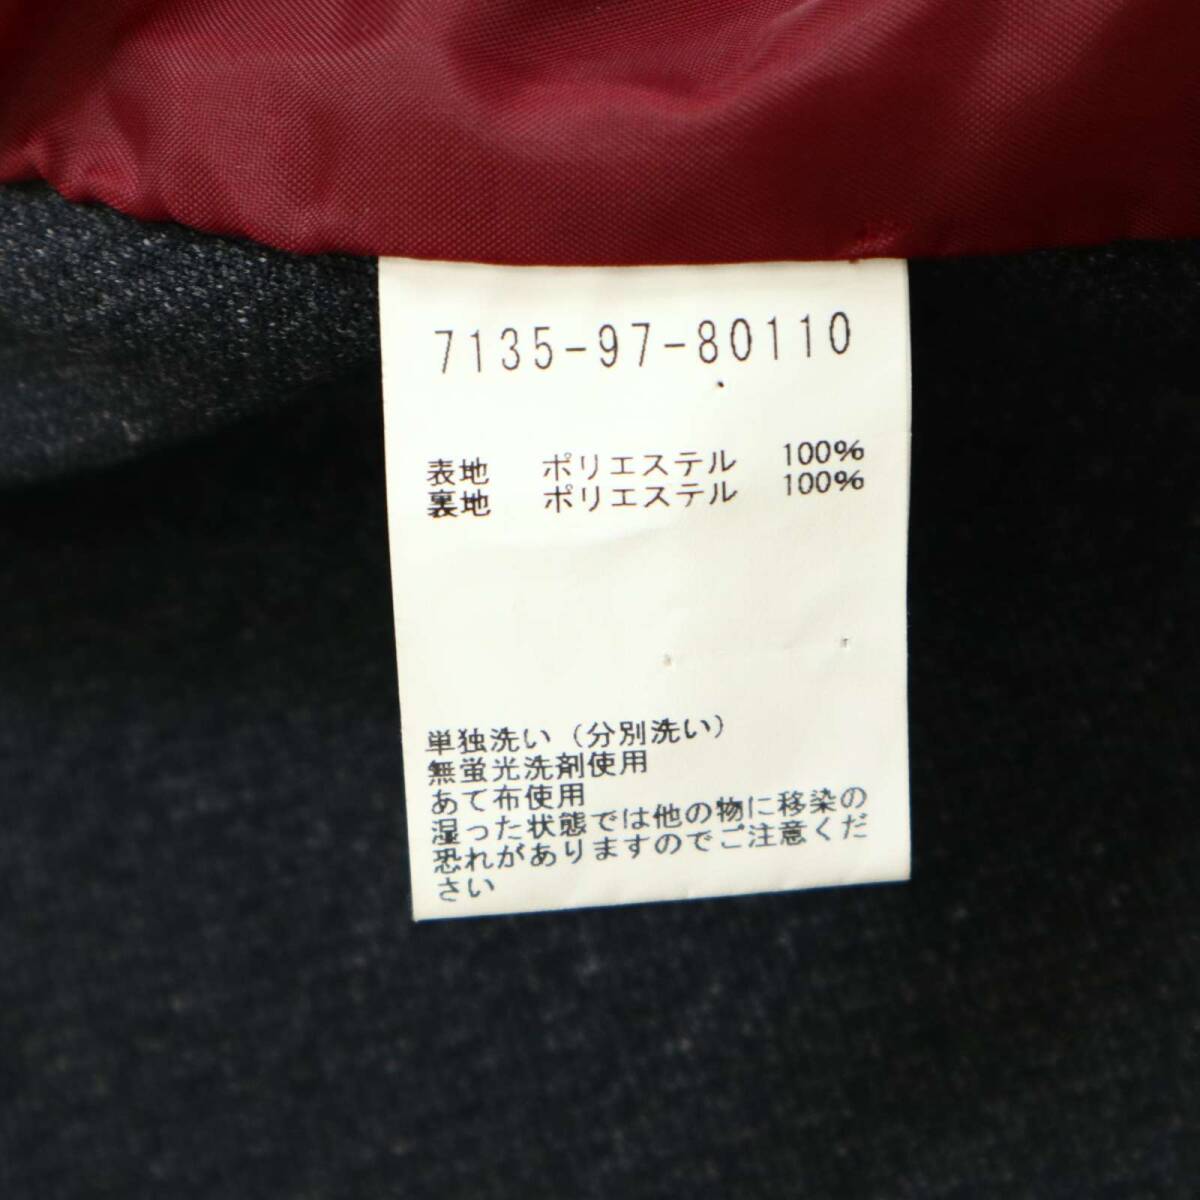 7135-97-80110
表地 ポリエステル 100%
裏地 ポリエステル 100%
単独洗い（分別洗い）
無蛍光洗剤使用
あて布使用
湿った状態では他の物に移染の
恐れがありますのでご注意くだ
さい